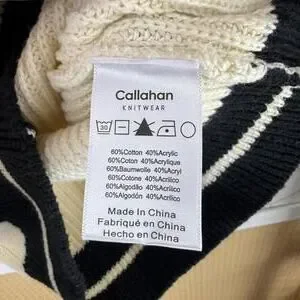 Callahan
KNITWEAR
30
60%Cotton 40%Acrylic
60%Coton 40%Acrylique
60%Baumwolle 40%Acryl
60%Cotone 40%Acrilico
60%Algodão 40%Acrílico
60%Algodón 40%Acrílico
Made In China
Fabriqué en China
Hecho en China